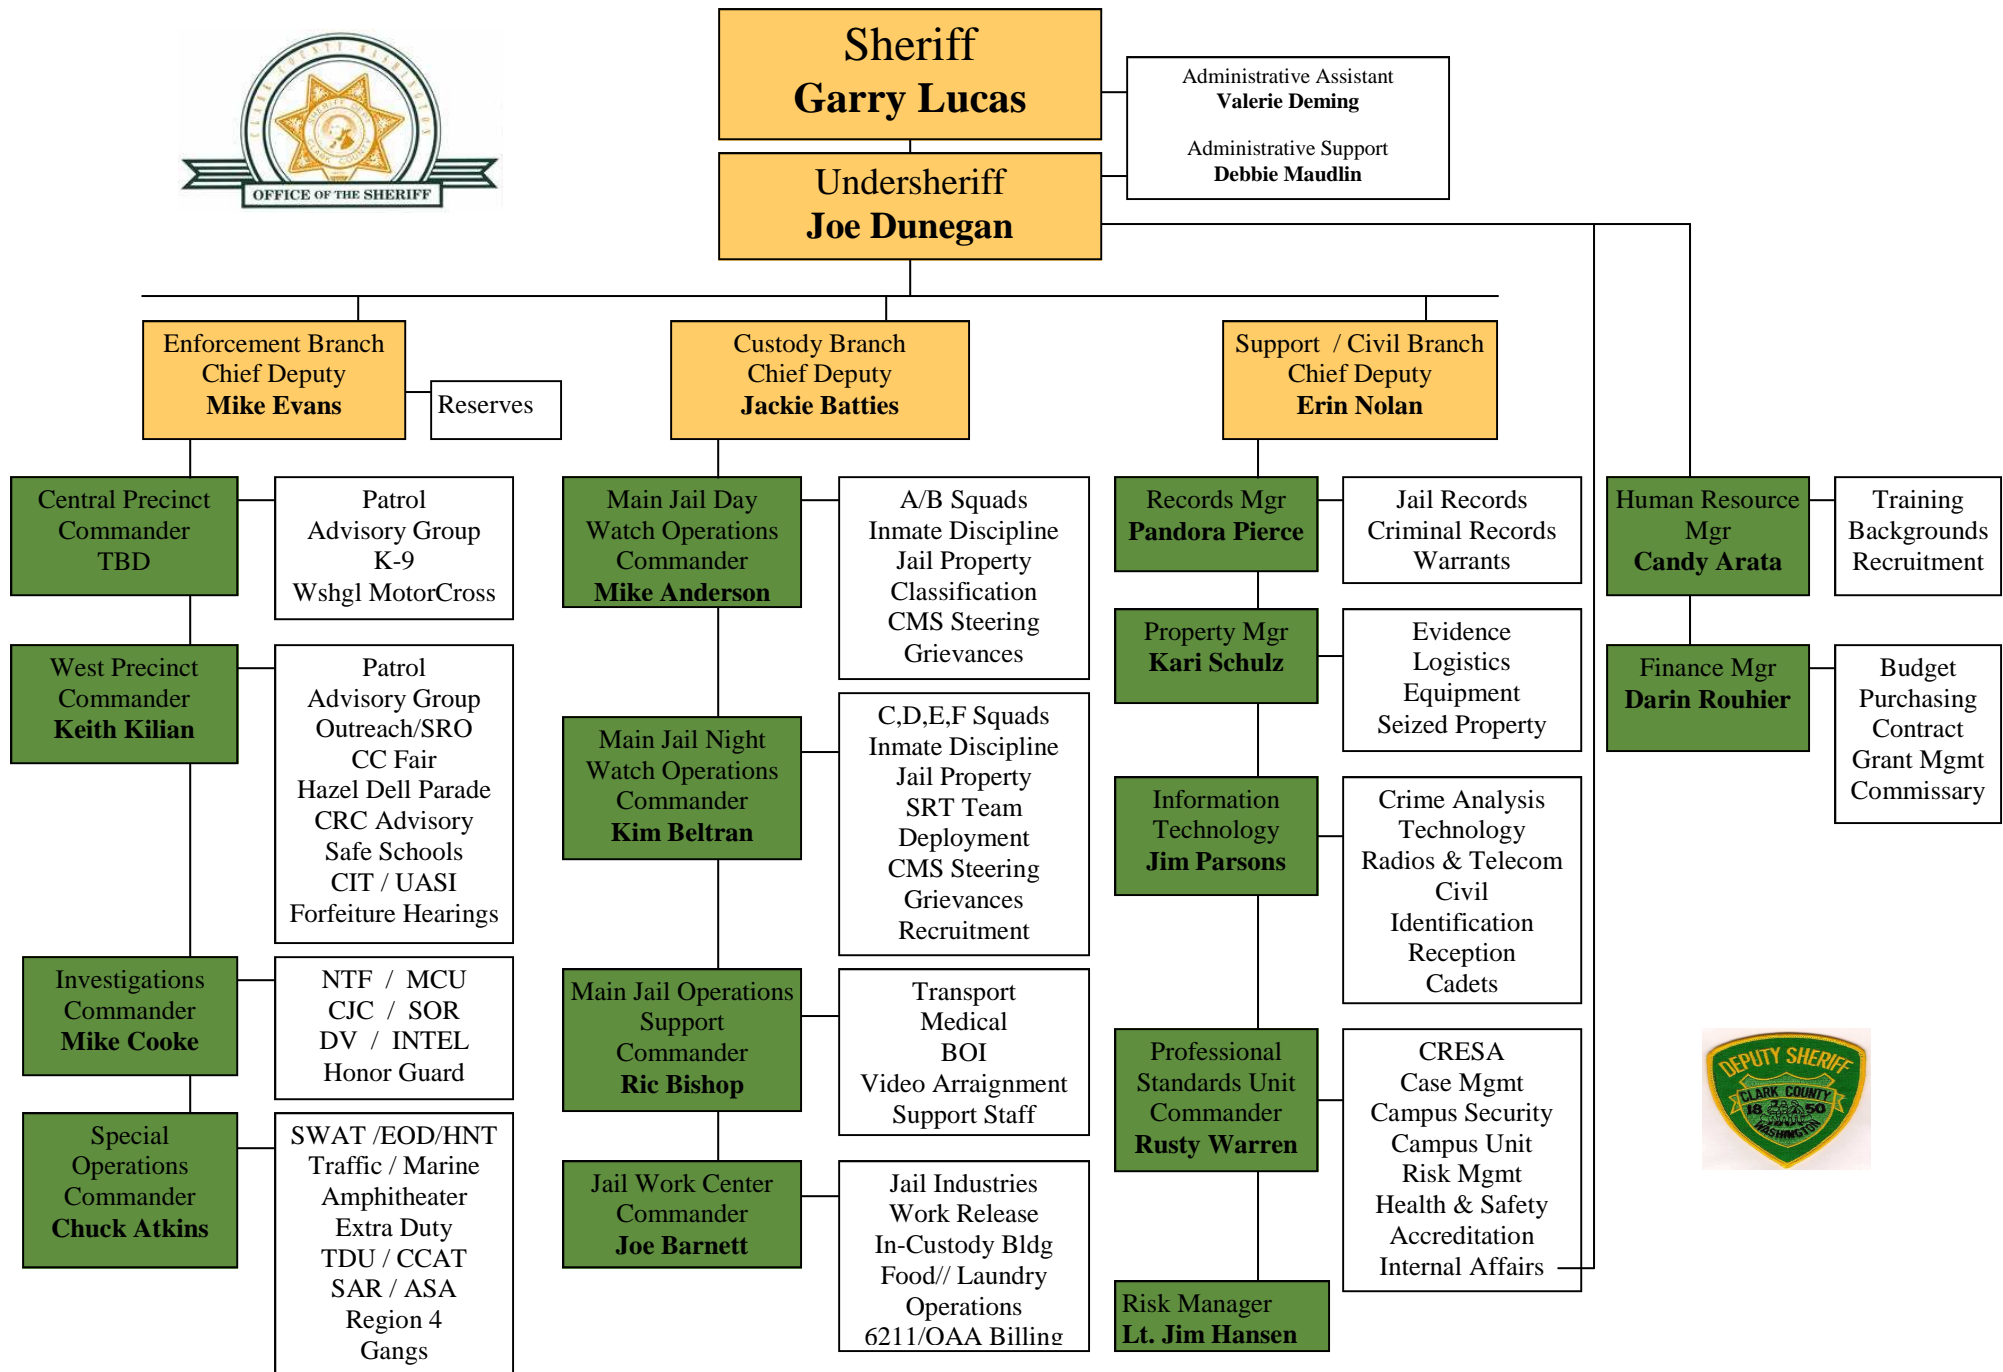 CLARK COUNTY WASHINGTON
SHERIFF DEPT
CLARK COUNTY
OFFICE OF THE SHERIFF
Sheriff
Garry Lucas
Administrative Assistant
Valerie Deming
Administrative Support
Debbie Maudlin
Undersheriff
Joe Dunegan
Enforcement Branch
Chief Deputy
Mike Evans
Reserves
Central Precinct
Commander
TBD
Patrol
Advisory Group
K-9
Wshgl MotorCross
West Precinct
Commander
Keith Kilian
Patrol
Advisory Group
Outreach/SRO
CC Fair
Hazel Dell Parade
CRC Advisory
Safe Schools
CIT / UASI
Forfeiture Hearings
Investigations
Commander
Mike Cooke
NTF / MCU
CJC / SOR
DV / INTEL
Honor Guard
Special
Operations
Commander
Chuck Atkins
SWAT /EOD/HNT
Traffic / Marine
Amphitheater
Extra Duty
TDU / CCAT
SAR / ASA
Region 4
Gangs
Custody Branch
Chief Deputy
Jackie Batties
Main Jail Day
Watch Operations
Commander
Mike Anderson
A/B Squads
Inmate Discipline
Jail Property
Classification
CMS Steering
Grievances
Main Jail Night
Watch Operations
Commander
Kim Beltran
C,D,E,F Squads
Inmate Discipline
Jail Property
SRT Team
Deployment
CMS Steering
Grievances
Recruitment
Main Jail Operations
Support
Commander
Ric Bishop
Transport
Medical
BOI
Video Arraignment
Support Staff
Jail Work Center
Commander
Joe Barnett
Jail Industries
Work Release
In-Custody Bldg
Food// Laundry
Operations
6211/OAA Billing
Support / Civil Branch
Chief Deputy
Erin Nolan
Records Mgr
Pandora Pierce
Jail Records
Criminal Records
Warrants
Property Mgr
Kari Schulz
Evidence
Logistics
Equipment
Seized Property
Information
Technology
Jim Parsons
Crime Analysis
Technology
Radios & Telecom
Civil
Identification
Reception
Cadets
Professional
Standards Unit
Commander
Rusty Warren
CRESA
Case Mgmt
Campus Security
Campus Unit
Risk Mgmt
Health & Safety
Accreditation
Internal Affairs
Risk Manager
Lt. Jim Hansen
Human Resource
Mgr
Candy Arata
Training
Backgrounds
Recruitment
Finance Mgr
Darin Rouhier
Budget
Purchasing
Contract
Grant Mgmt
Commissary
DEPUTY SHERIFF
CLARK COUNTY
18 50
WASHINGTON